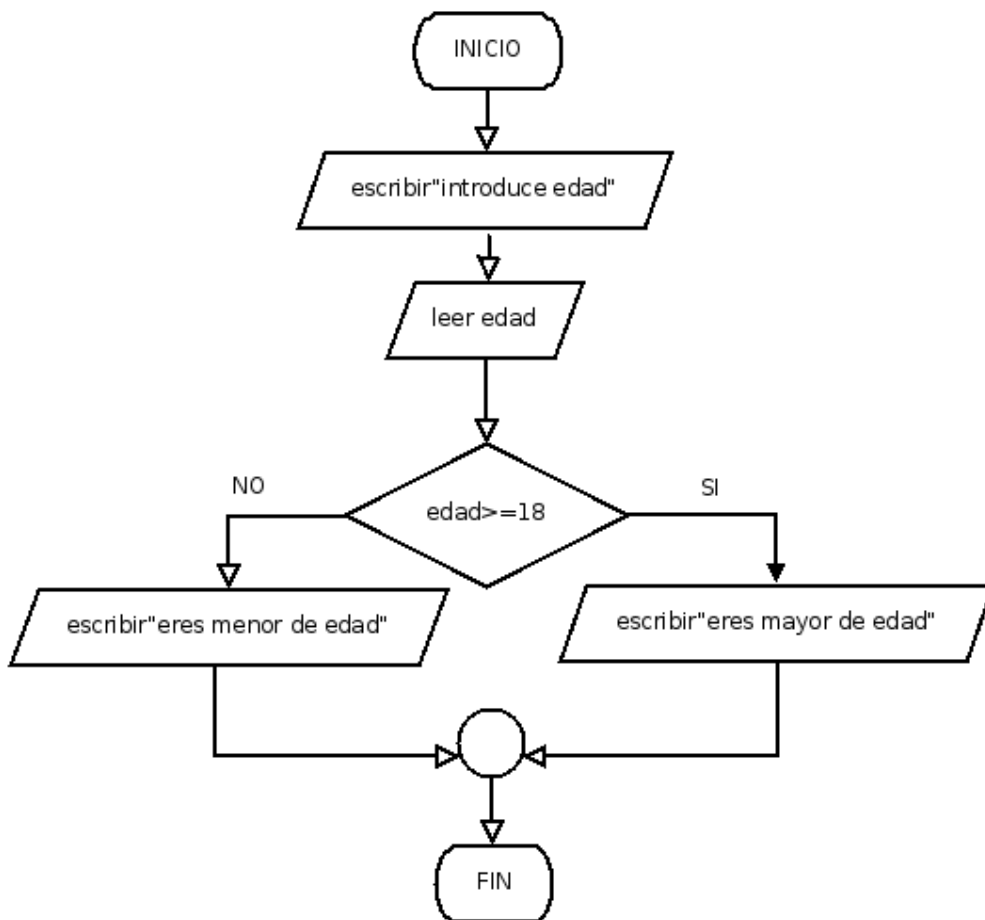 INICIO
escribir"introduce edad"
leer edad
NO
SI
edad>=18
escribir"eres menor de edad"
escribir"eres mayor de edad"
FIN